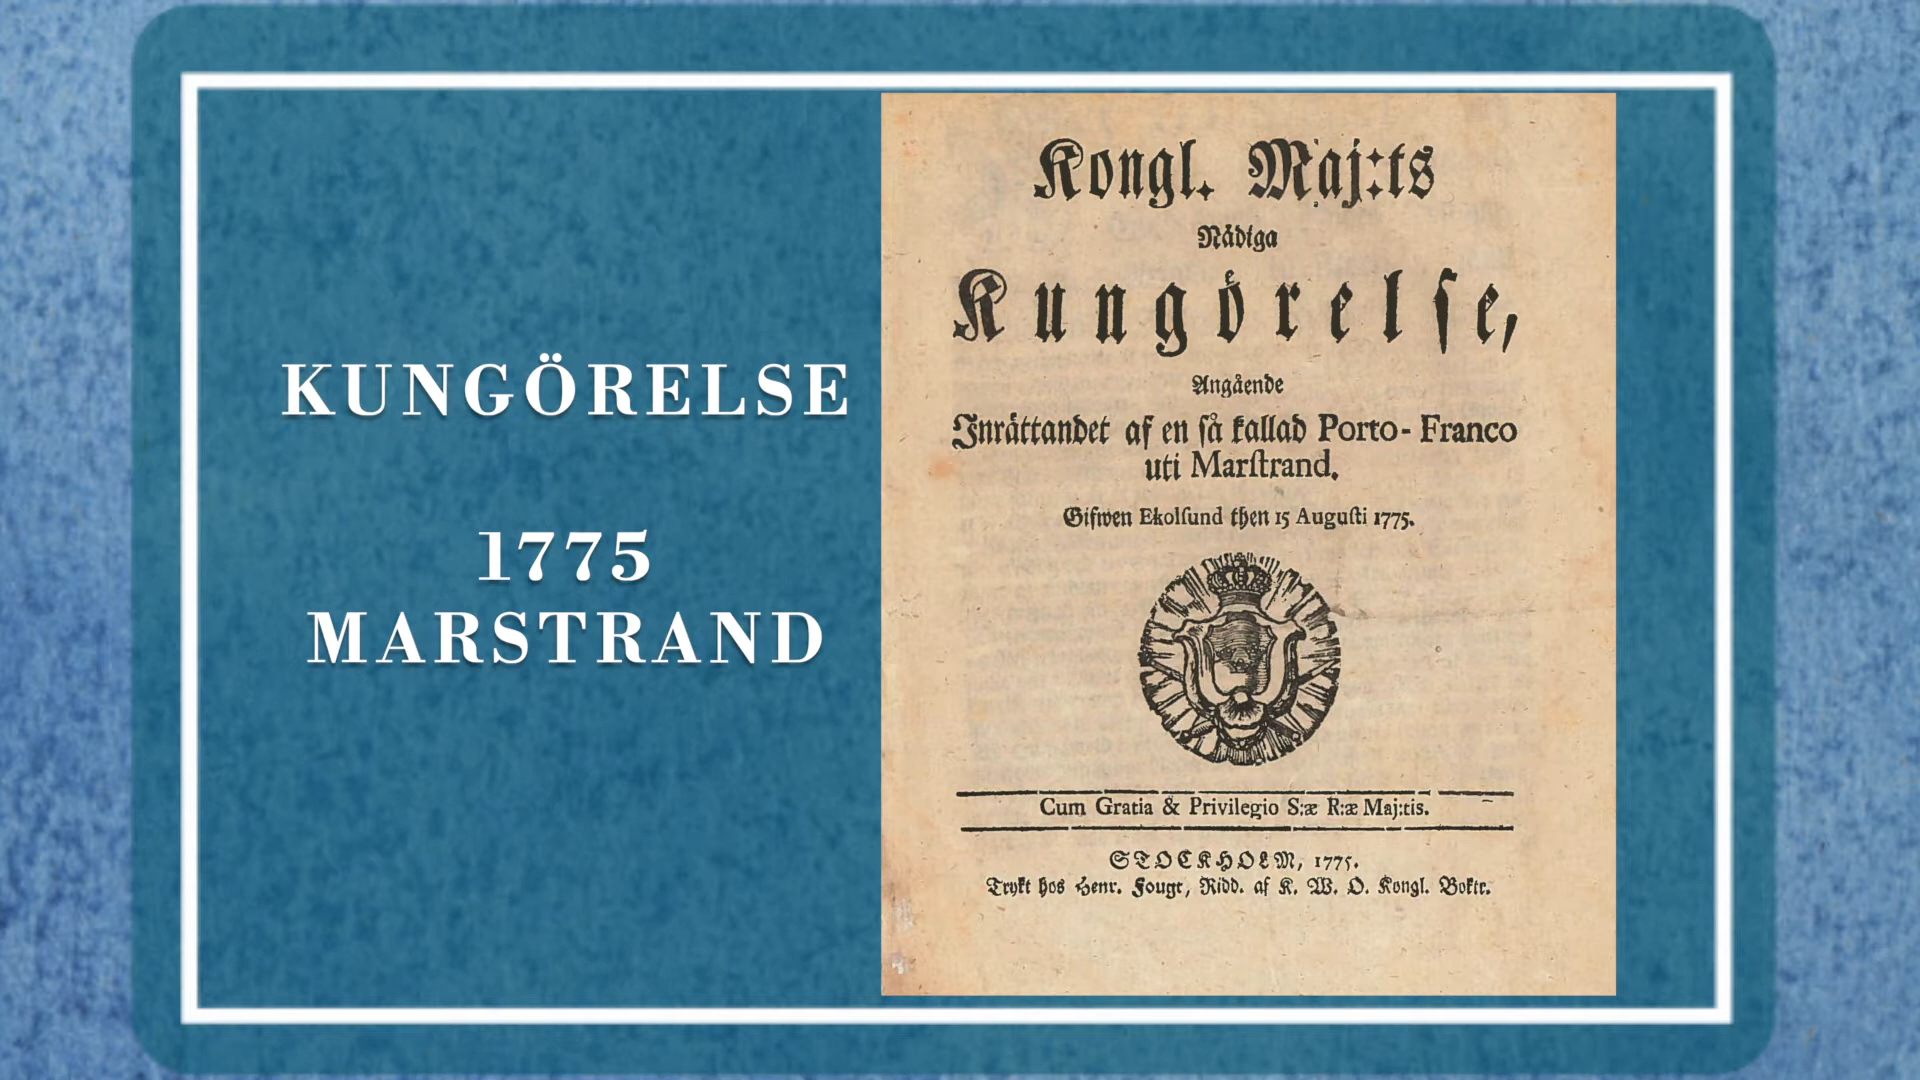 KUNGÖRELSE
1775
MARSTRAND
Kongl. Maj:ts
Nådiga
Kungörelse,
Angående
Inrättandet af en så kallad Porto-Franco
uti Marstrand.
Gifwen Ekolsund then 15 Augusti 1775.
Cum Gratia & Privilegio S:æ R:æ Maj:tis.
STOCKHOLM, 1775.
Trykt hos Henr. Fougt, Ridd. af K. W. O. Kongl. Boktr.